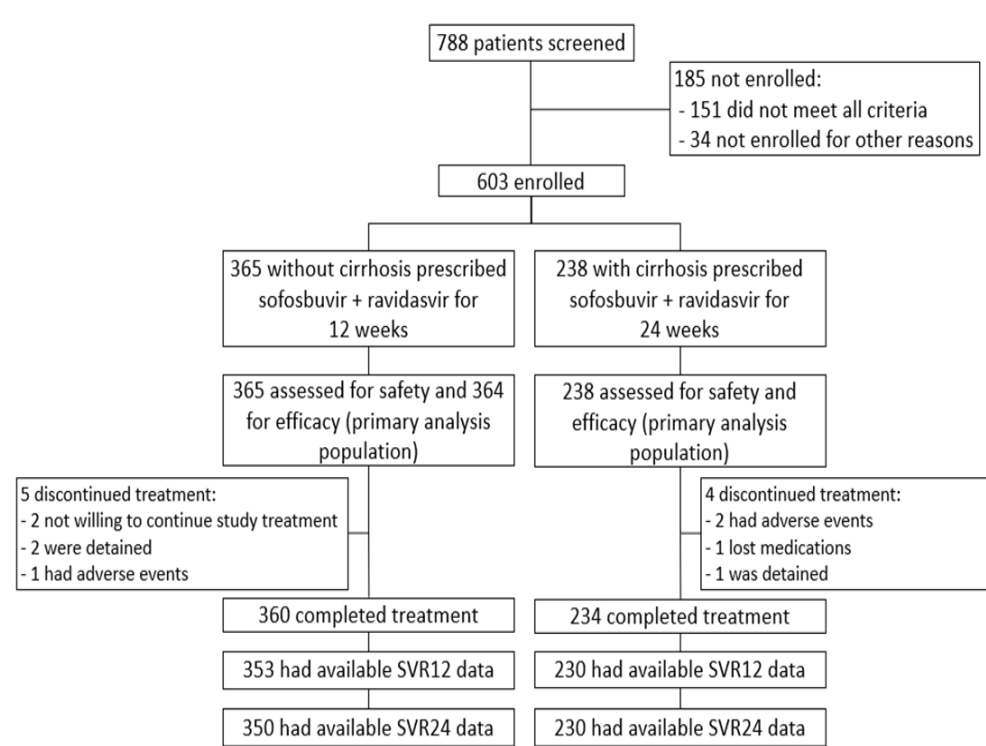 788 patients screened
185 not enrolled:
- 151 did not meet all criteria
- 34 not enrolled for other reasons
603 enrolled
365 without cirrhosis prescribed
sofosbuvir + ravidasvir for
12 weeks
238 with cirrhosis prescribed
sofosbuvir + ravidasvir for
24 weeks
365 assessed for safety and 364
for efficacy (primary analysis
population)
238 assessed for safety and
efficacy (primary analysis
population)
5 discontinued treatment:
- 2 not willing to continue study treatment
- 2 were detained
- 1 had adverse events
4 discontinued treatment:
- 2 had adverse events
- 1 lost medications
- 1 was detained
360 completed treatment
234 completed treatment
353 had available SVR12 data
230 had available SVR12 data
350 had available SVR24 data
230 had available SVR24 data